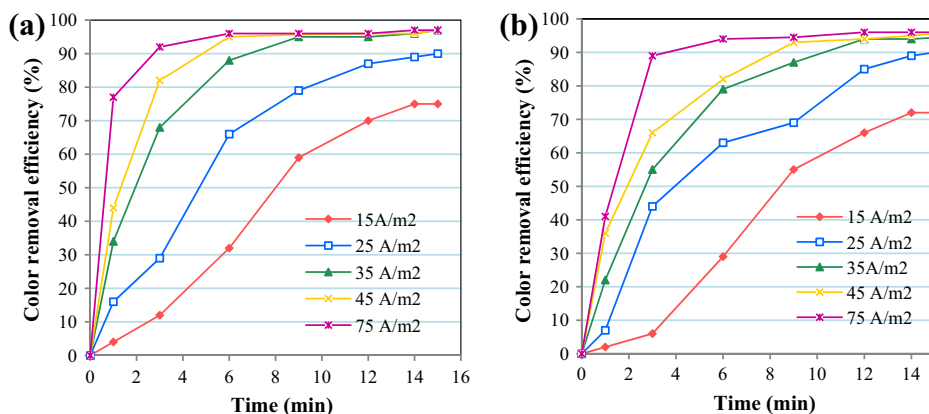 (a)
Color removal efficiency (%)
100
90
80
70
60
50
40
30
20
10
0
0 2 4 6 8 10 12 14 16
Time (min)
15A/m2
25 A/m2
35 A/m2
45 A/m2
75 A/m2
(b)
Color removal efficiency (%)
100
90
80
70
60
50
40
30
20
10
0
0 2 4 6 8 10 12 14
Time (min)
15 A/m2
25 A/m2
35A/m2
45 A/m2
75 A/m2